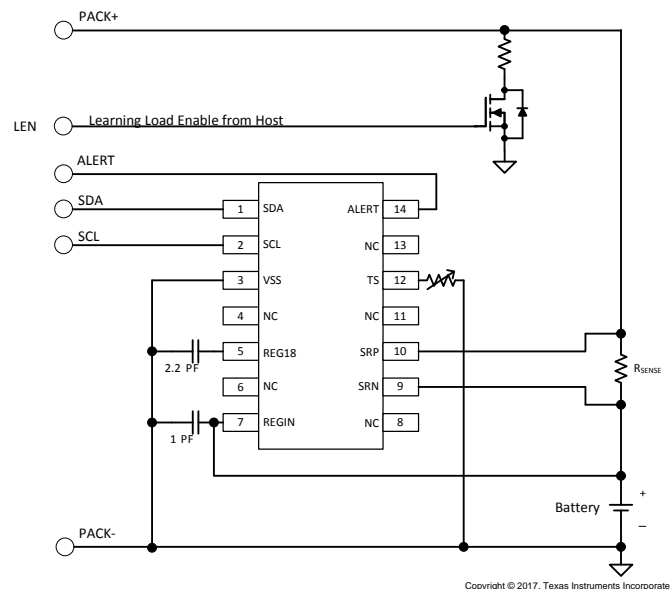 PACK+
LEN
Learning Load Enable from Host
ALERT
SDA
SCL
1 SDA
ALERT 14
2 SCL
NC 13
3 VSS
TS 12
4 NC
NC 11
5 REG18
SRP 10
2.2 PF
6 NC
SRN 9
RSENSE
7 REGIN
NC 8
1 PF
+
Battery
–
PACK-
Copyright © 2017, Texas Instruments Incorporate